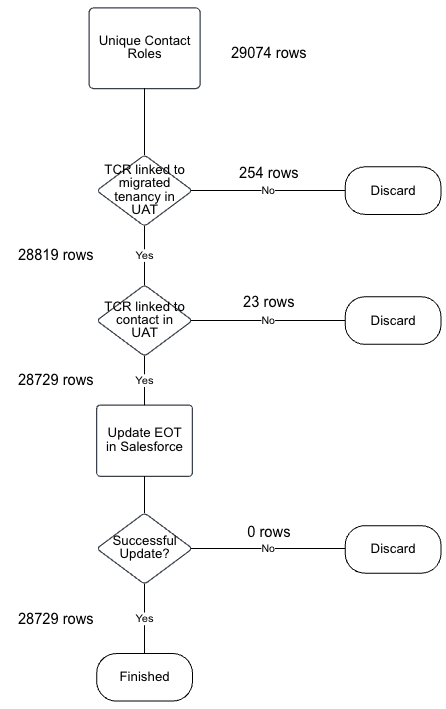 Unique Contact
Roles
29074 rows
TCR linked to
migrated
tenancy in
UAT
254 rows
No
Discard
28819 rows
Yes
TCR linked to
contact in
UAT
23 rows
No
Discard
28729 rows
Yes
Update EOT
in Salesforce
Successful
Update?
0 rows
No
Discard
28729 rows
Yes
Finished